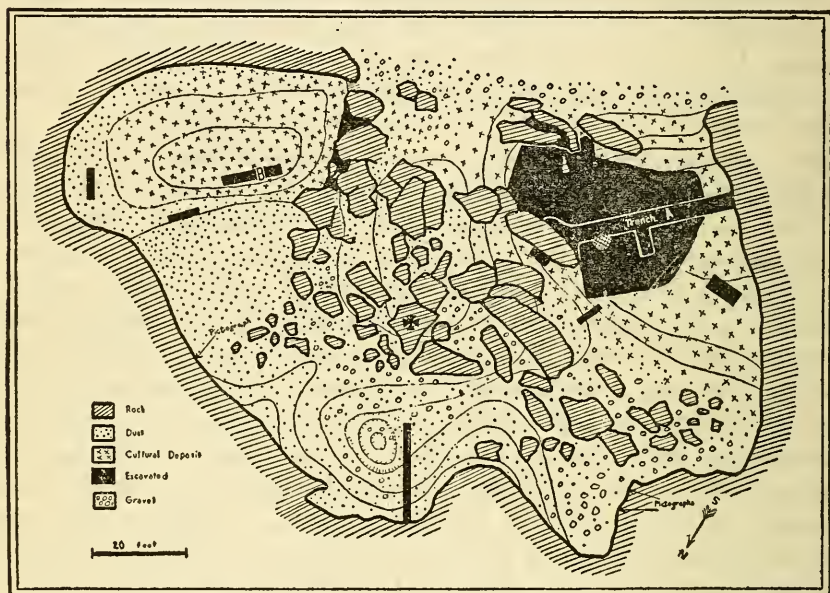 B
Trench A
Pictograph
Rock
Dust
Cultural Deposit
Excavated
Gravel
20 feet
Pictographs
S
N